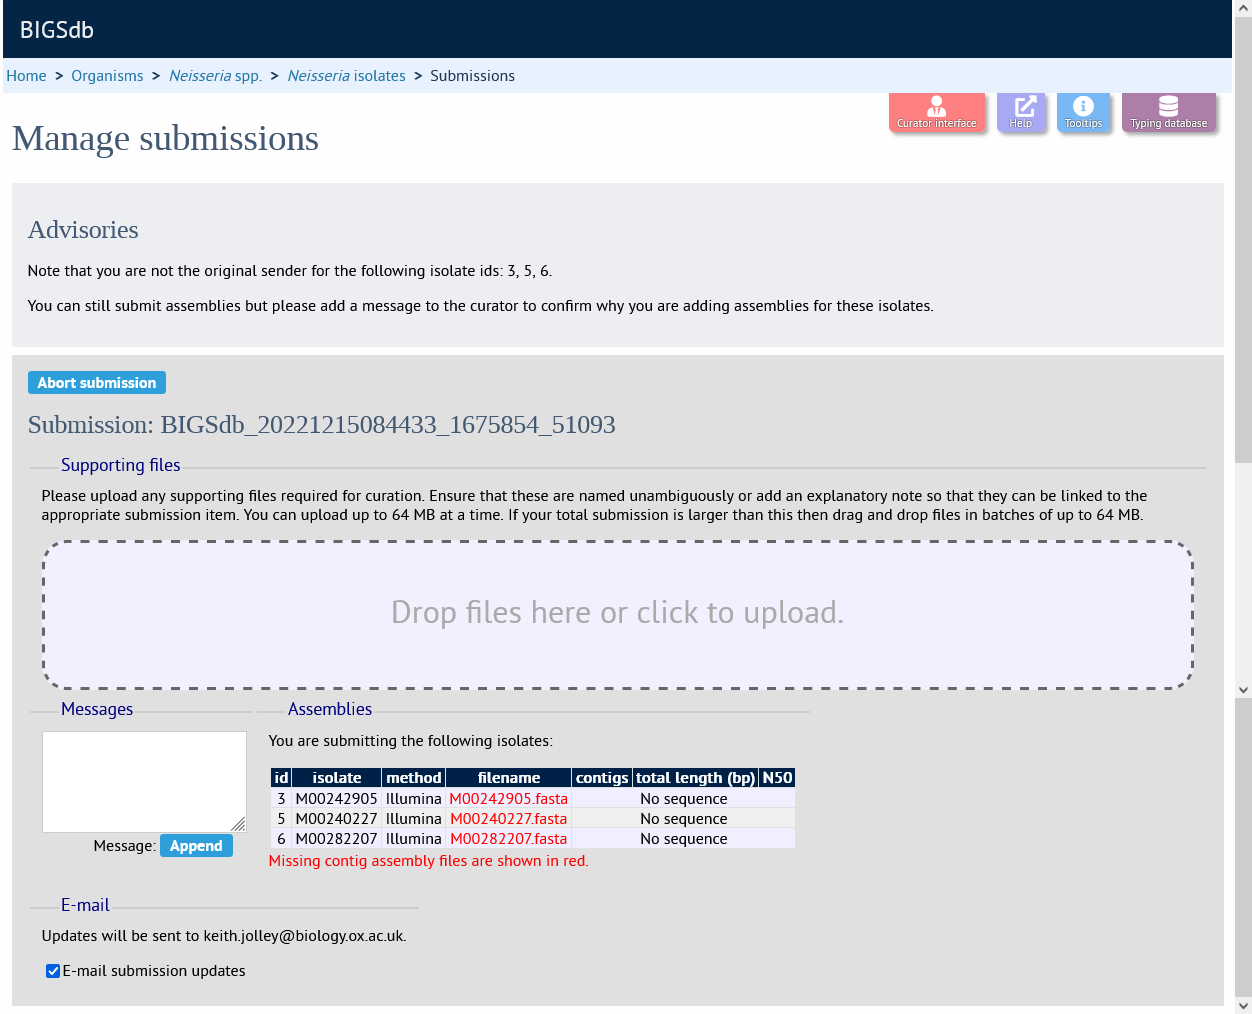 BIGSdb
Home > Organisms > Neisseria spp. > Neisseria isolates > Submissions
Curator interface
Help
Tooltips
Typing database
Manage submissions
Advisories
Note that you are not the original sender for the following isolate ids: 3, 5, 6.
You can still submit assemblies but please add a message to the curator to confirm why you are adding assemblies for these isolates.
Abort submission
Submission: BIGSdb_20221215084433_1675854_51093
Supporting files
Please upload any supporting files required for curation. Ensure that these are named unambiguously or add an explanatory note so that they can be linked to the
appropriate submission item. You can upload up to 64 MB at a time. If your total submission is larger than this then drag and drop files in batches of up to 64 MB.
Drop files here or click to upload.
Messages
Message: Append
Assemblies
You are submitting the following isolates:
id isolate method filename contigs total length (bp) N50
3 M00242905 Illumina M00242905.fasta No sequence
5 M00240227 Illumina M00240227.fasta No sequence
6 M00282207 Illumina M00282207.fasta No sequence
Missing contig assembly files are shown in red.
E-mail
Updates will be sent to keith.jolley@biology.ox.ac.uk.
E-mail submission updates